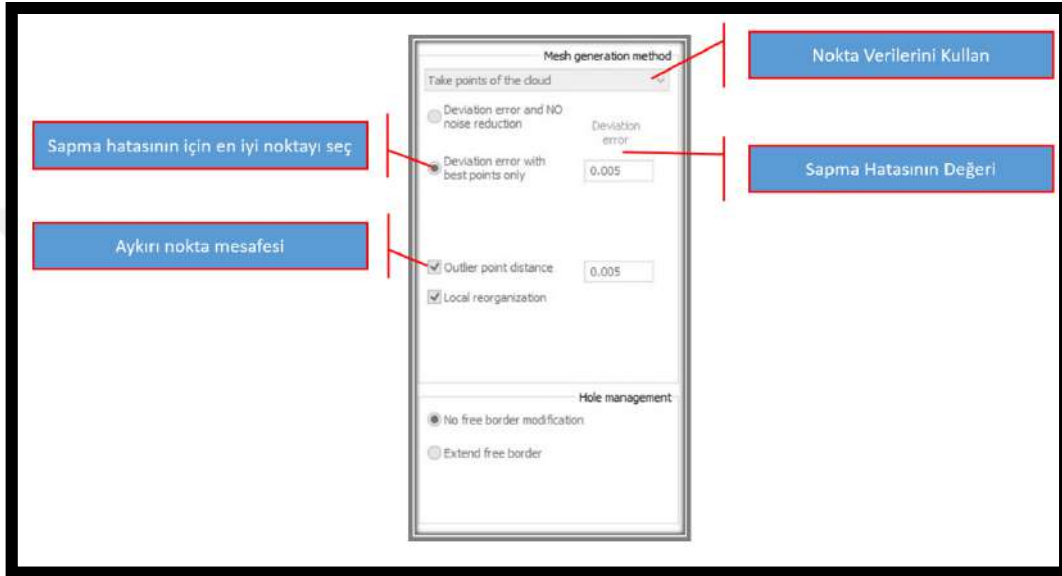 Mesh generation method
Nokta Verilerini Kullan
Take points of the cloud
Deviation error and NO
noise reduction
Deviation
error
Sapma hatasının için en iyi noktayı seç
Deviation error with
best points only
0.005
Sapma Hatasının Değeri
Aykırı nokta mesafesi
Outlier point distance
0.005
Local reorganization
Hole management
No free border modification
Extend free border